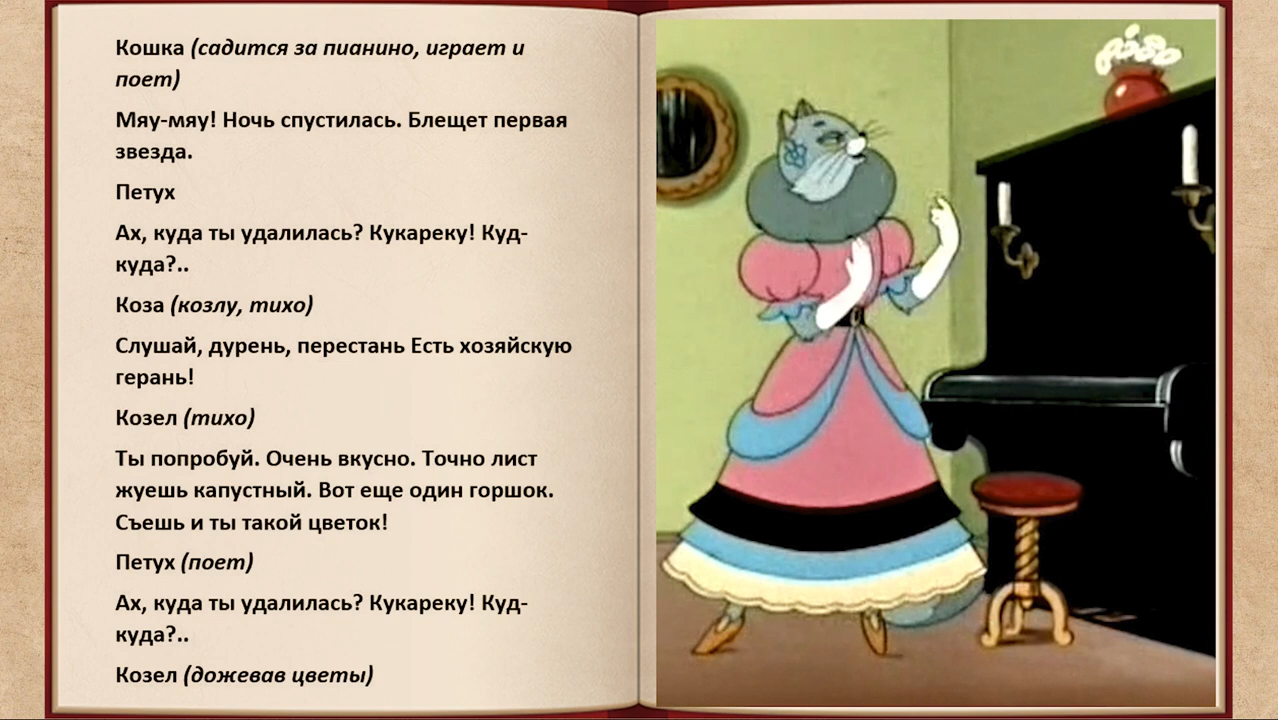 Кошка (садится за пианино, играет и
поет)
Мяу-мяу! Ночь спустилась. Блещет первая
звезда.
Петух
Ах, куда ты удалилась? Кукареку! Куд-
куда?..
Коза (козлу, тихо)
Слушай, дурень, перестань Есть хозяйскую
герань!
Козел (тихо)
Ты попробуй. Очень вкусно. Точно лист
жуешь капустный. Вот еще один горшок.
Съешь и ты такой цветок!
Петух (поет)
Ах, куда ты удалилась? Кукареку! Куд-
куда?..
Козел (дожевав цветы)